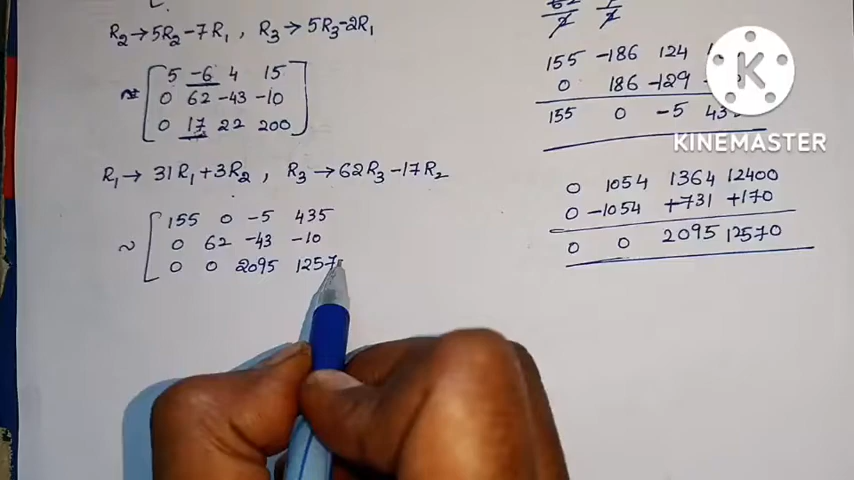 R₂→5R₂-7R₁, R₃→5R₃-2R₁
5 -6 4 15
0 62 -43 -10
0 17 22 200
R₁→ 31R₁+3R₂, R₃→62R₃-17R₂
~ 155 0 -5 435
0 62 -43 -10
0 0 2095 1257
155 -186 124
0 186 -129
155 0 -5
K
KINEMASTER
0 1054 1364 12400
0 -1054 +731 +170
0 0 2095 12570